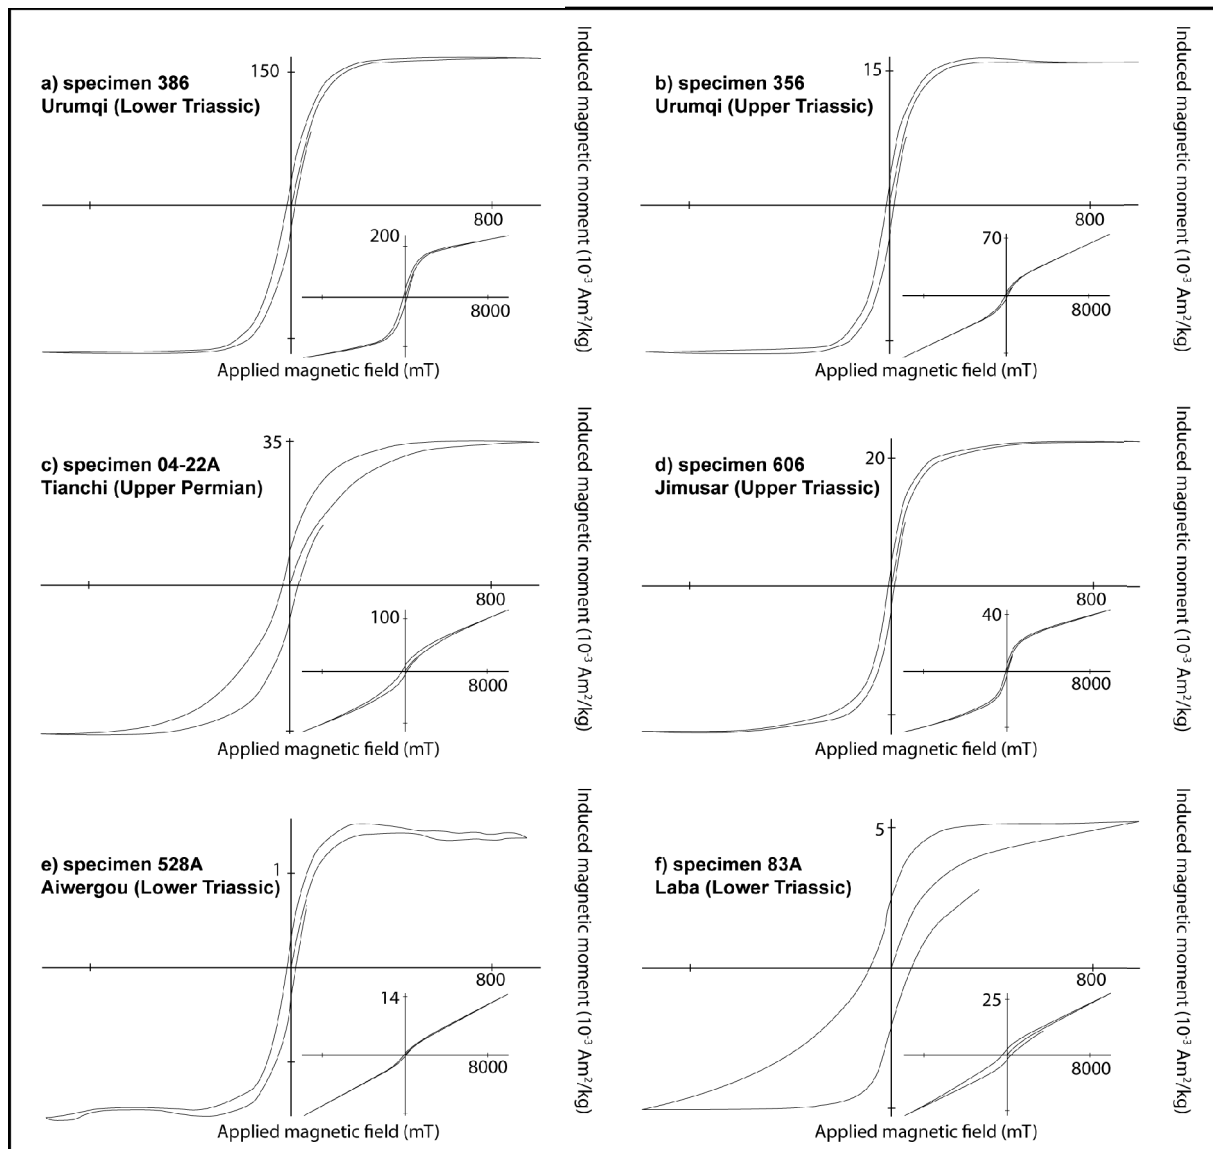 a) specimen 386
Urumqi (Lower Triassic)
150
800
200
8000
Applied magnetic field (mT)
Induced magnetic moment (10⁻³ Am²/kg)
b) specimen 356
Urumqi (Upper Triassic)
15
800
70
8000
Applied magnetic field (mT)
Induced magnetic moment (10⁻³ Am²/kg)
c) specimen 04-22A
Tianchi (Upper Permian)
35
800
100
8000
Applied magnetic field (mT)
Induced magnetic moment (10⁻³ Am²/kg)
d) specimen 606
Jimusar (Upper Triassic)
20
800
40
8000
Applied magnetic field (mT)
Induced magnetic moment (10⁻³ Am²/kg)
e) specimen 528A
Aiwergou (Lower Triassic)
1
800
14
8000
Applied magnetic field (mT)
Induced magnetic moment (10⁻³ Am²/kg)
f) specimen 83A
Laba (Lower Triassic)
5
800
25
8000
Applied magnetic field (mT)
Induced magnetic moment (10⁻³ Am²/kg)